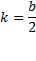 k = b/2